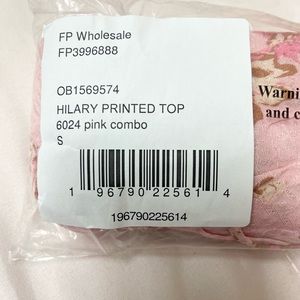 FP Wholesale
FP3996888
OB1569574
HILARY PRINTED TOP
6024 pink combo
S
1 96790 22561 4
196790225614
Warni
and c